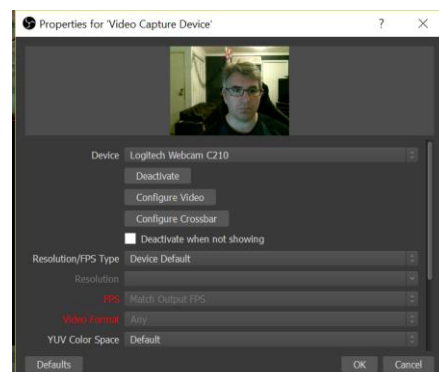 Properties for 'Video Capture Device'
Device Logitech Webcam C210
Deactivate
Configure Video
Configure Crossbar
Deactivate when not showing
Resolution/FPS Type Device Default
Resolution
FPS Match Output FPS
Video Format Any
YUV Color Space Default
Defaults OK Cancel